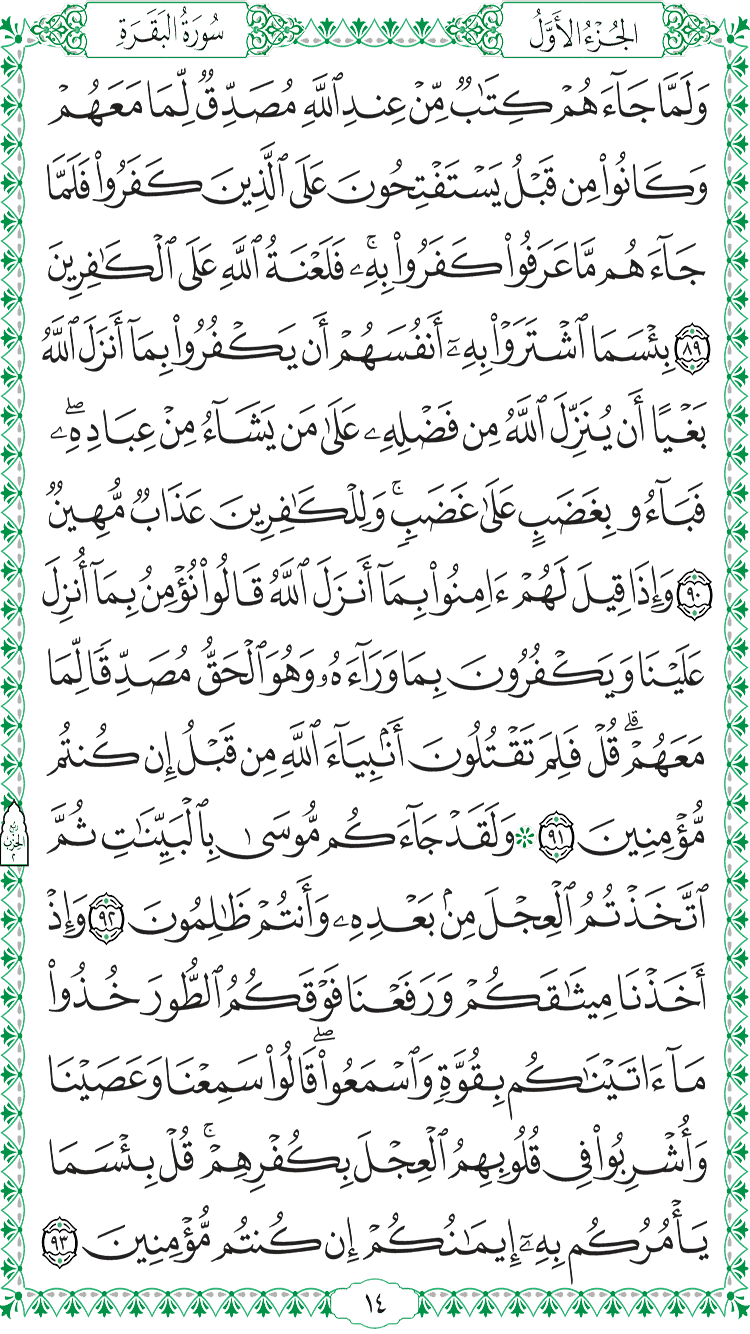 الجُزْءُ الأَوَّلُ
سُورَةُ البَقَرَةِ
وَلَمَّا جَآءَهُمْ كِتَٰبٌ مِّنْ عِندِ ٱللَّهِ مُصَدِّقٌ لِّمَا مَعَهُمْ
وَكَانُوا۟ مِن قَبْلُ يَسْتَفْتِحُونَ عَلَى ٱلَّذِينَ كَفَرُوا۟ فَلَمَّا
جَآءَهُم مَّا عَرَفُوا۟ كَفَرُوا۟ بِهِۦ ۚ فَلَعْنَةُ ٱللَّهِ عَلَى ٱلْكَٰفِرِينَ
٨٩ بِئْسَمَا ٱشْتَرَوْا۟ بِهِۦٓ أَنفُسَهُمْ أَن يَكْفُرُوا۟ بِمَآ أَنزَلَ ٱللَّهُ
بَغْيًا أَن يُنَزِّلَ ٱللَّهُ مِن فَضْلِهِۦ عَلَىٰ مَن يَشَآءُ مِنْ عِبَادِهِۦ ۖ
فَبَآءُو بِغَضَبٍ عَلَىٰ غَضَبٍ ۚ وَلِلْكَٰفِرِينَ عَذَابٌ مُّهِينٌ
٩٠ وَإِذَا قِيلَ لَهُمْ ءَامِنُوا۟ بِمَآ أَنزَلَ ٱللَّهُ قَالُوا۟ نُؤْمِنُ بِمَآ أُنزِلَ
عَلَيْنَا وَيَكْفُرُونَ بِمَا وَرَآءَهُۥ وَهُوَ ٱلْحَقُّ مُصَدِّقًا لِّمَا
مَعَهُمْ ۗ قُلْ فَلِمَ تَقْتُلُونَ أَنۢبِيَآءَ ٱللَّهِ مِن قَبْلُ إِن كُنتُم
مُّؤْمِنِينَ ٩١ ۞ وَلَقَدْ جَآءَكُم مُّوسَىٰ بِٱلْبَيِّنَٰتِ ثُمَّ
ربع الحزب ٢
ٱتَّخَذْتُمُ ٱلْعِجْلَ مِنۢ بَعْدِهِۦ وَأَنتُمْ ظَٰلِمُونَ ٩٢ وَإِذْ
أَخَذْنَا مِيثَٰقَكُمْ وَرَفَعْنَا فَوْقَكُمُ ٱلطُّورَ خُذُوا۟
مَآ ءَاتَيْنَٰكُم بِقُوَّةٍ وَٱسْمَعُوا۟ ۖ قَالُوا۟ سَمِعْنَا وَعَصَيْنَا
وَأُشْرِبُوا۟ فِى قُلُوبِهِمُ ٱلْعِجْلَ بِكُفْرِهِمْ ۚ قُلْ بِئْسَمَا
يَأْمُرُكُم بِهِۦٓ إِيمَٰنُكُمْ إِن كُنتُم مُّؤْمِنِينَ ٩٣
١٤